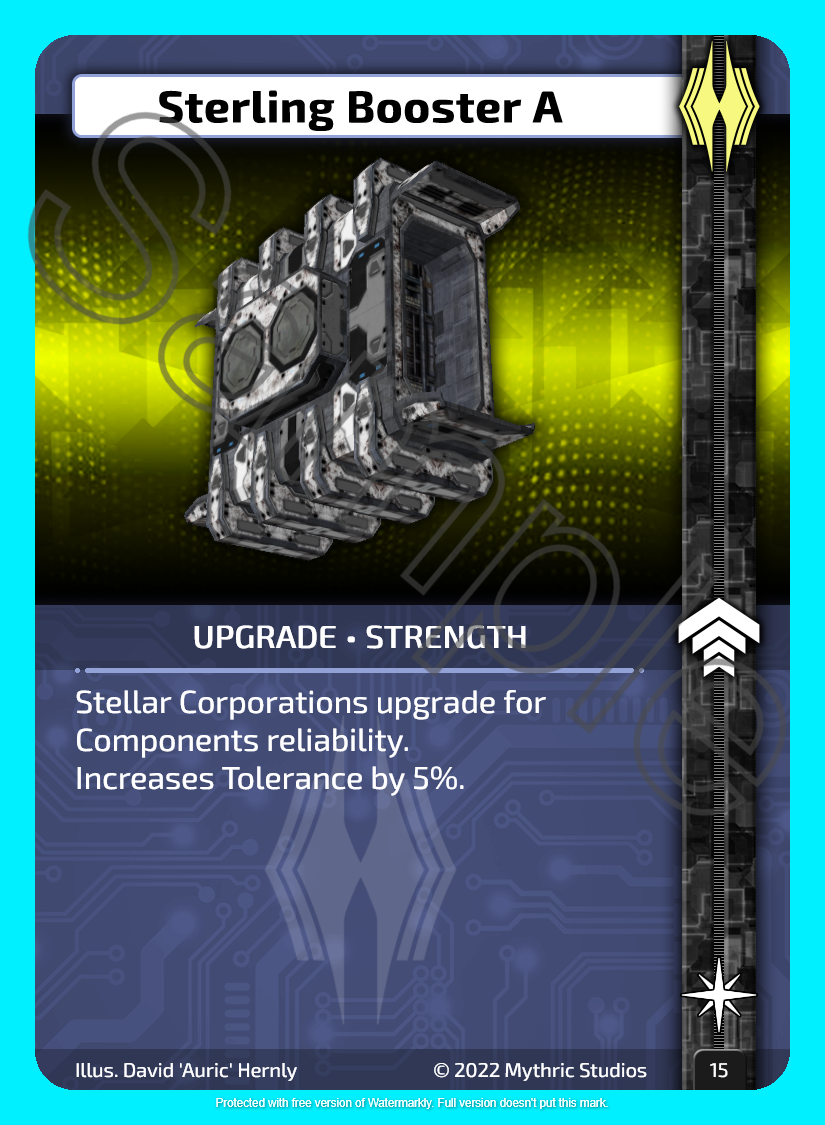 Sterling Booster A
UPGRADE • STRENGTH
Stellar Corporations upgrade for
Components reliability.
Increases Tolerance by 5%.
Illus. David 'Auric' Hernly
© 2022 Mythric Studios
15
Sample
Protected with free version of Watermarkly. Full version doesn't put this mark.